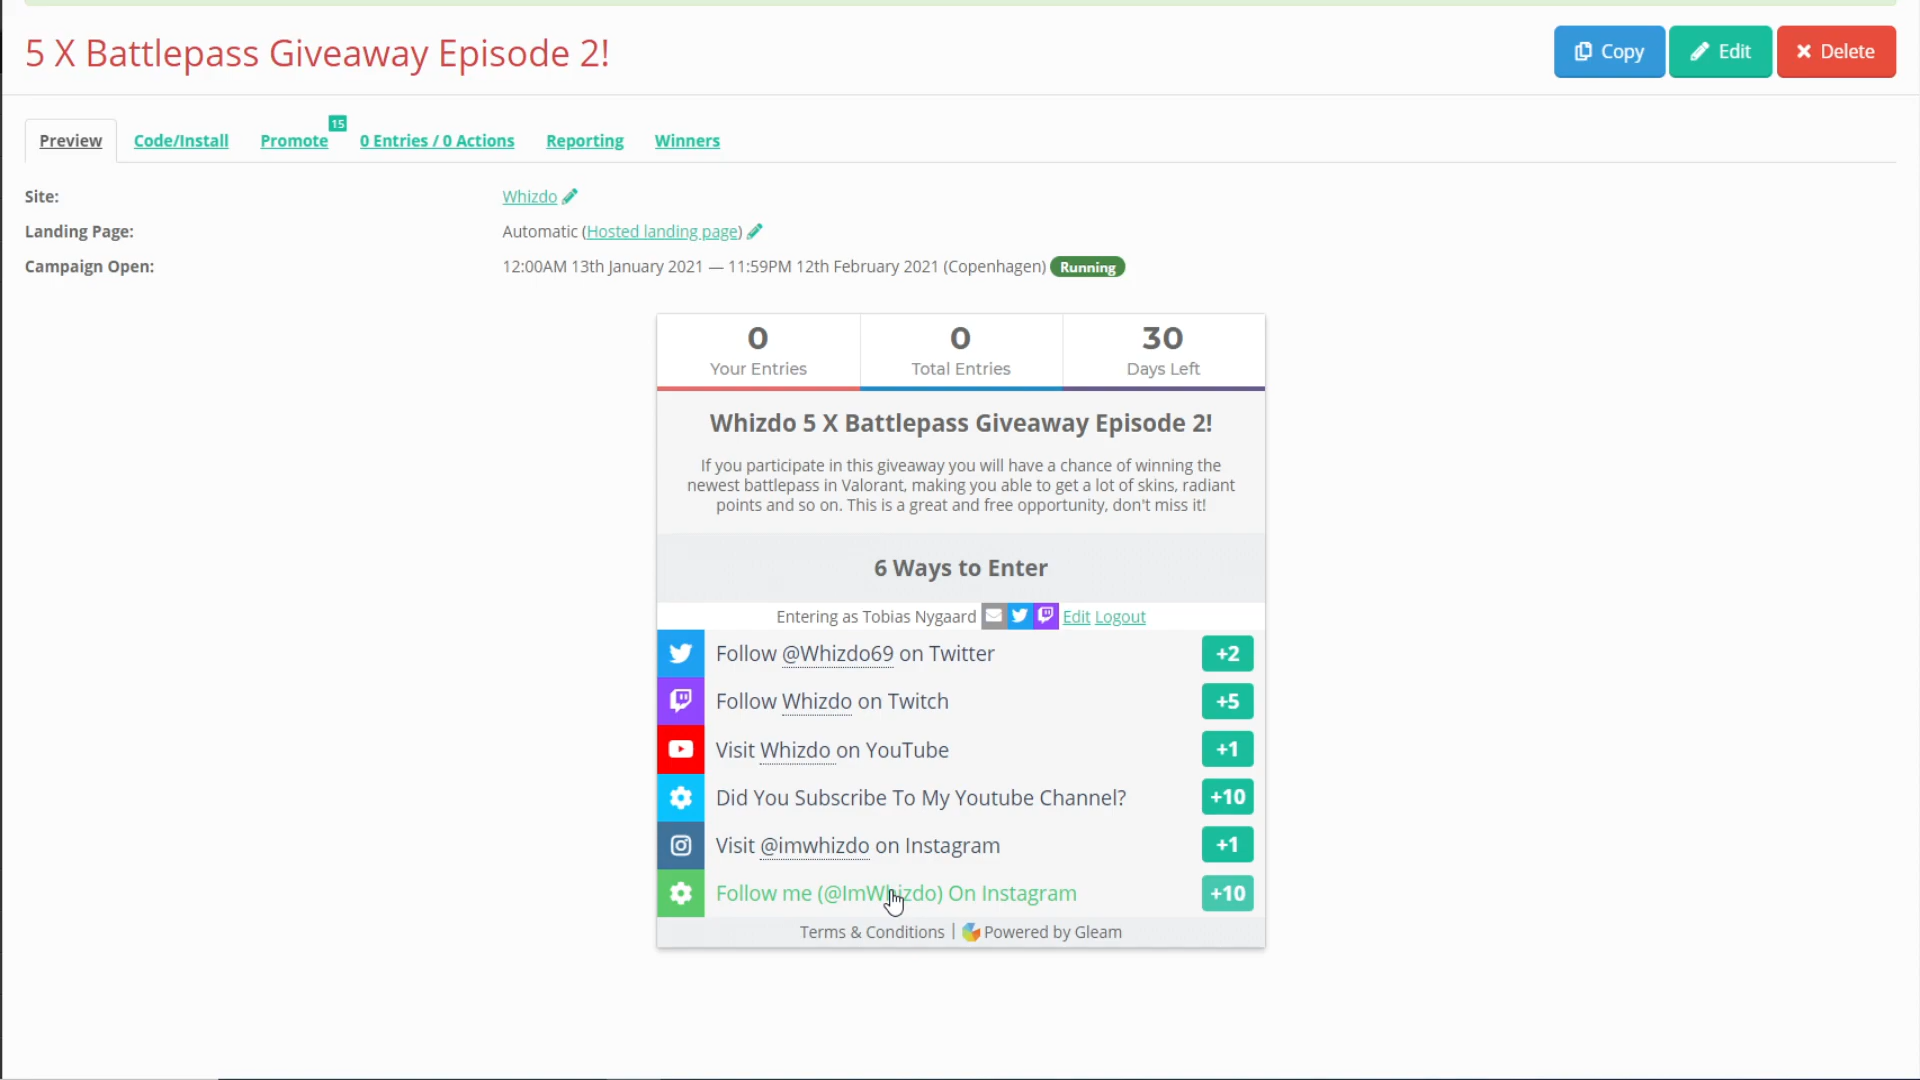 5 X Battlepass Giveaway Episode 2!
Copy
Edit
Delete
Preview
Code/Install
Promote
15
0 Entries / 0 Actions
Reporting
Winners
Site:
Whizdo
Landing Page:
Automatic (Hosted landing page)
Campaign Open:
12:00AM 13th January 2021 — 11:59PM 12th February 2021 (Copenhagen) Running
0
Your Entries
0
Total Entries
30
Days Left
Whizdo 5 X Battlepass Giveaway Episode 2!
If you participate in this giveaway you will have a chance of winning the
newest battlepass in Valorant, making you able to get a lot of skins, radiant
points and so on. This is a great and free opportunity, don't miss it!
6 Ways to Enter
Entering as Tobias Nygaard Edit Logout
Follow @Whizdo69 on Twitter +2
Follow Whizdo on Twitch +5
Visit Whizdo on YouTube +1
Did You Subscribe To My Youtube Channel? +10
Visit @imwhizdo on Instagram +1
Follow me (@ImWhizdo) On Instagram +10
Terms & Conditions | Powered by Gleam